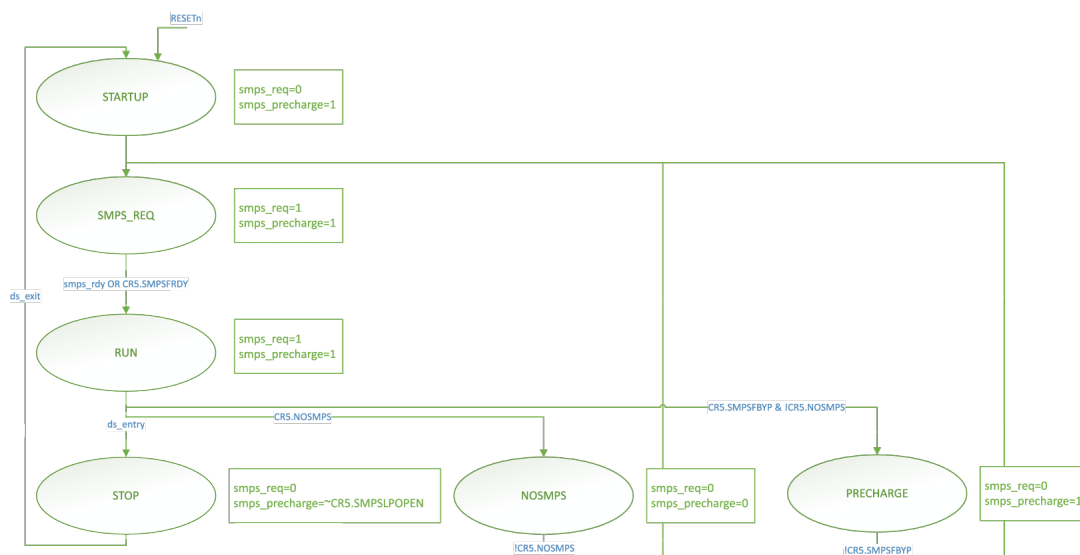 RESETn
STARTUP
smps_req=0
smps_precharge=1
SMPS_REQ
smps_req=1
smps_precharge=1
smps_rdy OR CR5.SMPSFRDY
ds_exit
RUN
smps_req=1
smps_precharge=1
CR5.SMPSFBYP & !CR5.NOSMPS
CR5.NOSMPS
ds_entry
STOP
smps_req=0
smps_precharge=~CR5.SMPSLPOPEN
NOSMPS
smps_req=0
smps_precharge=0
PRECHARGE
smps_req=0
smps_precharge=1
!CR5.NOSMPS
!CR5.SMPSFBYP